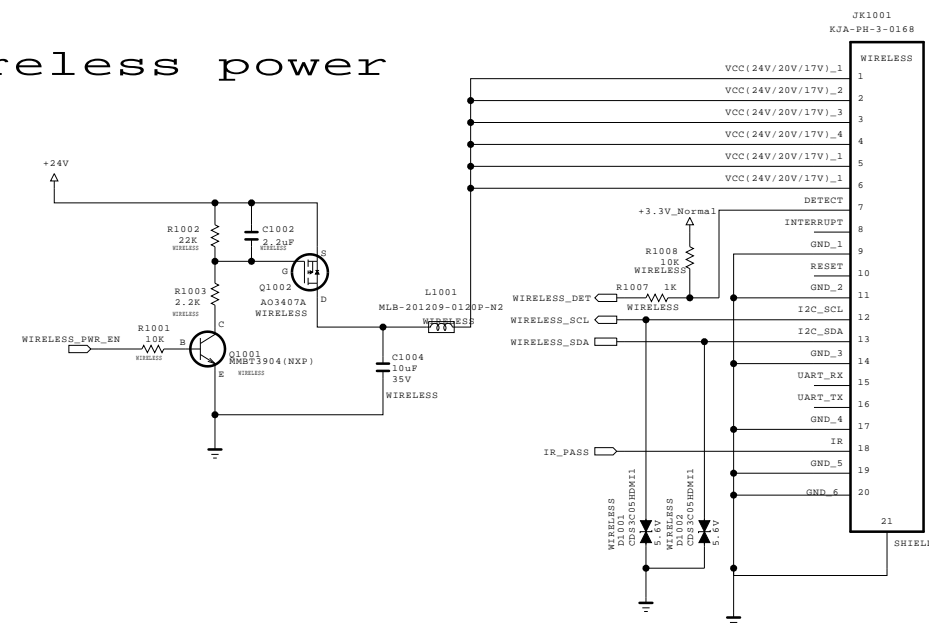 JK1001
KJA-PH-3-0168
reless power
WIRELESS
VCC(24V/20V/17V)_1
1
VCC(24V/20V/17V)_2
2
VCC(24V/20V/17V)_3
3
VCC(24V/20V/17V)_4
4
VCC(24V/20V/17V)_1
5
VCC(24V/20V/17V)_1
6
DETECT
7
INTERRUPT
8
GND_1
9
RESET
10
GND_2
11
I2C_SCL
12
I2C_SDA
13
GND_3
14
UART_RX
15
UART_TX
16
GND_4
17
IR
18
GND_5
19
GND_6
20
21
SHIEL
+24V
R1002
22K
WIRELESS
C1002
2.2uF
WIRELESS
S
G
D
Q1002
AO3407A
WIRELESS
R1003
2.2K
WIRELESS
R1001
10K
WIRELESS
WIRELESS_PWR_EN
C
B
E
Q1001
MMBT3904(NXP)
WIRELESS
L1001
MLB-201209-0120P-N2
WIRELESS
C1004
10uF
35V
WIRELESS
+3.3V_Normal
R1008
10K
WIRELESS
R1007 1K
WIRELESS
WIRELESS_DET
WIRELESS_SCL
WIRELESS_SDA
IR_PASS
WIRELESS
D1001
CDS3C05HDMI1
5.6V
WIRELESS
D1002
CDS3C05HDMI1
5.6V